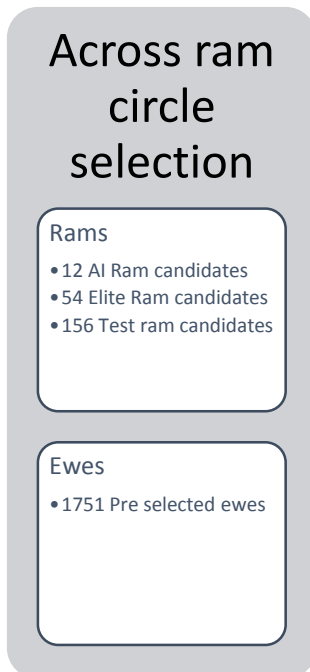 Across ram
circle
selection
Rams
•12 AI Ram candidates
•54 Elite Ram candidates
•156 Test ram candidates
Ewes
•1751 Pre selected ewes